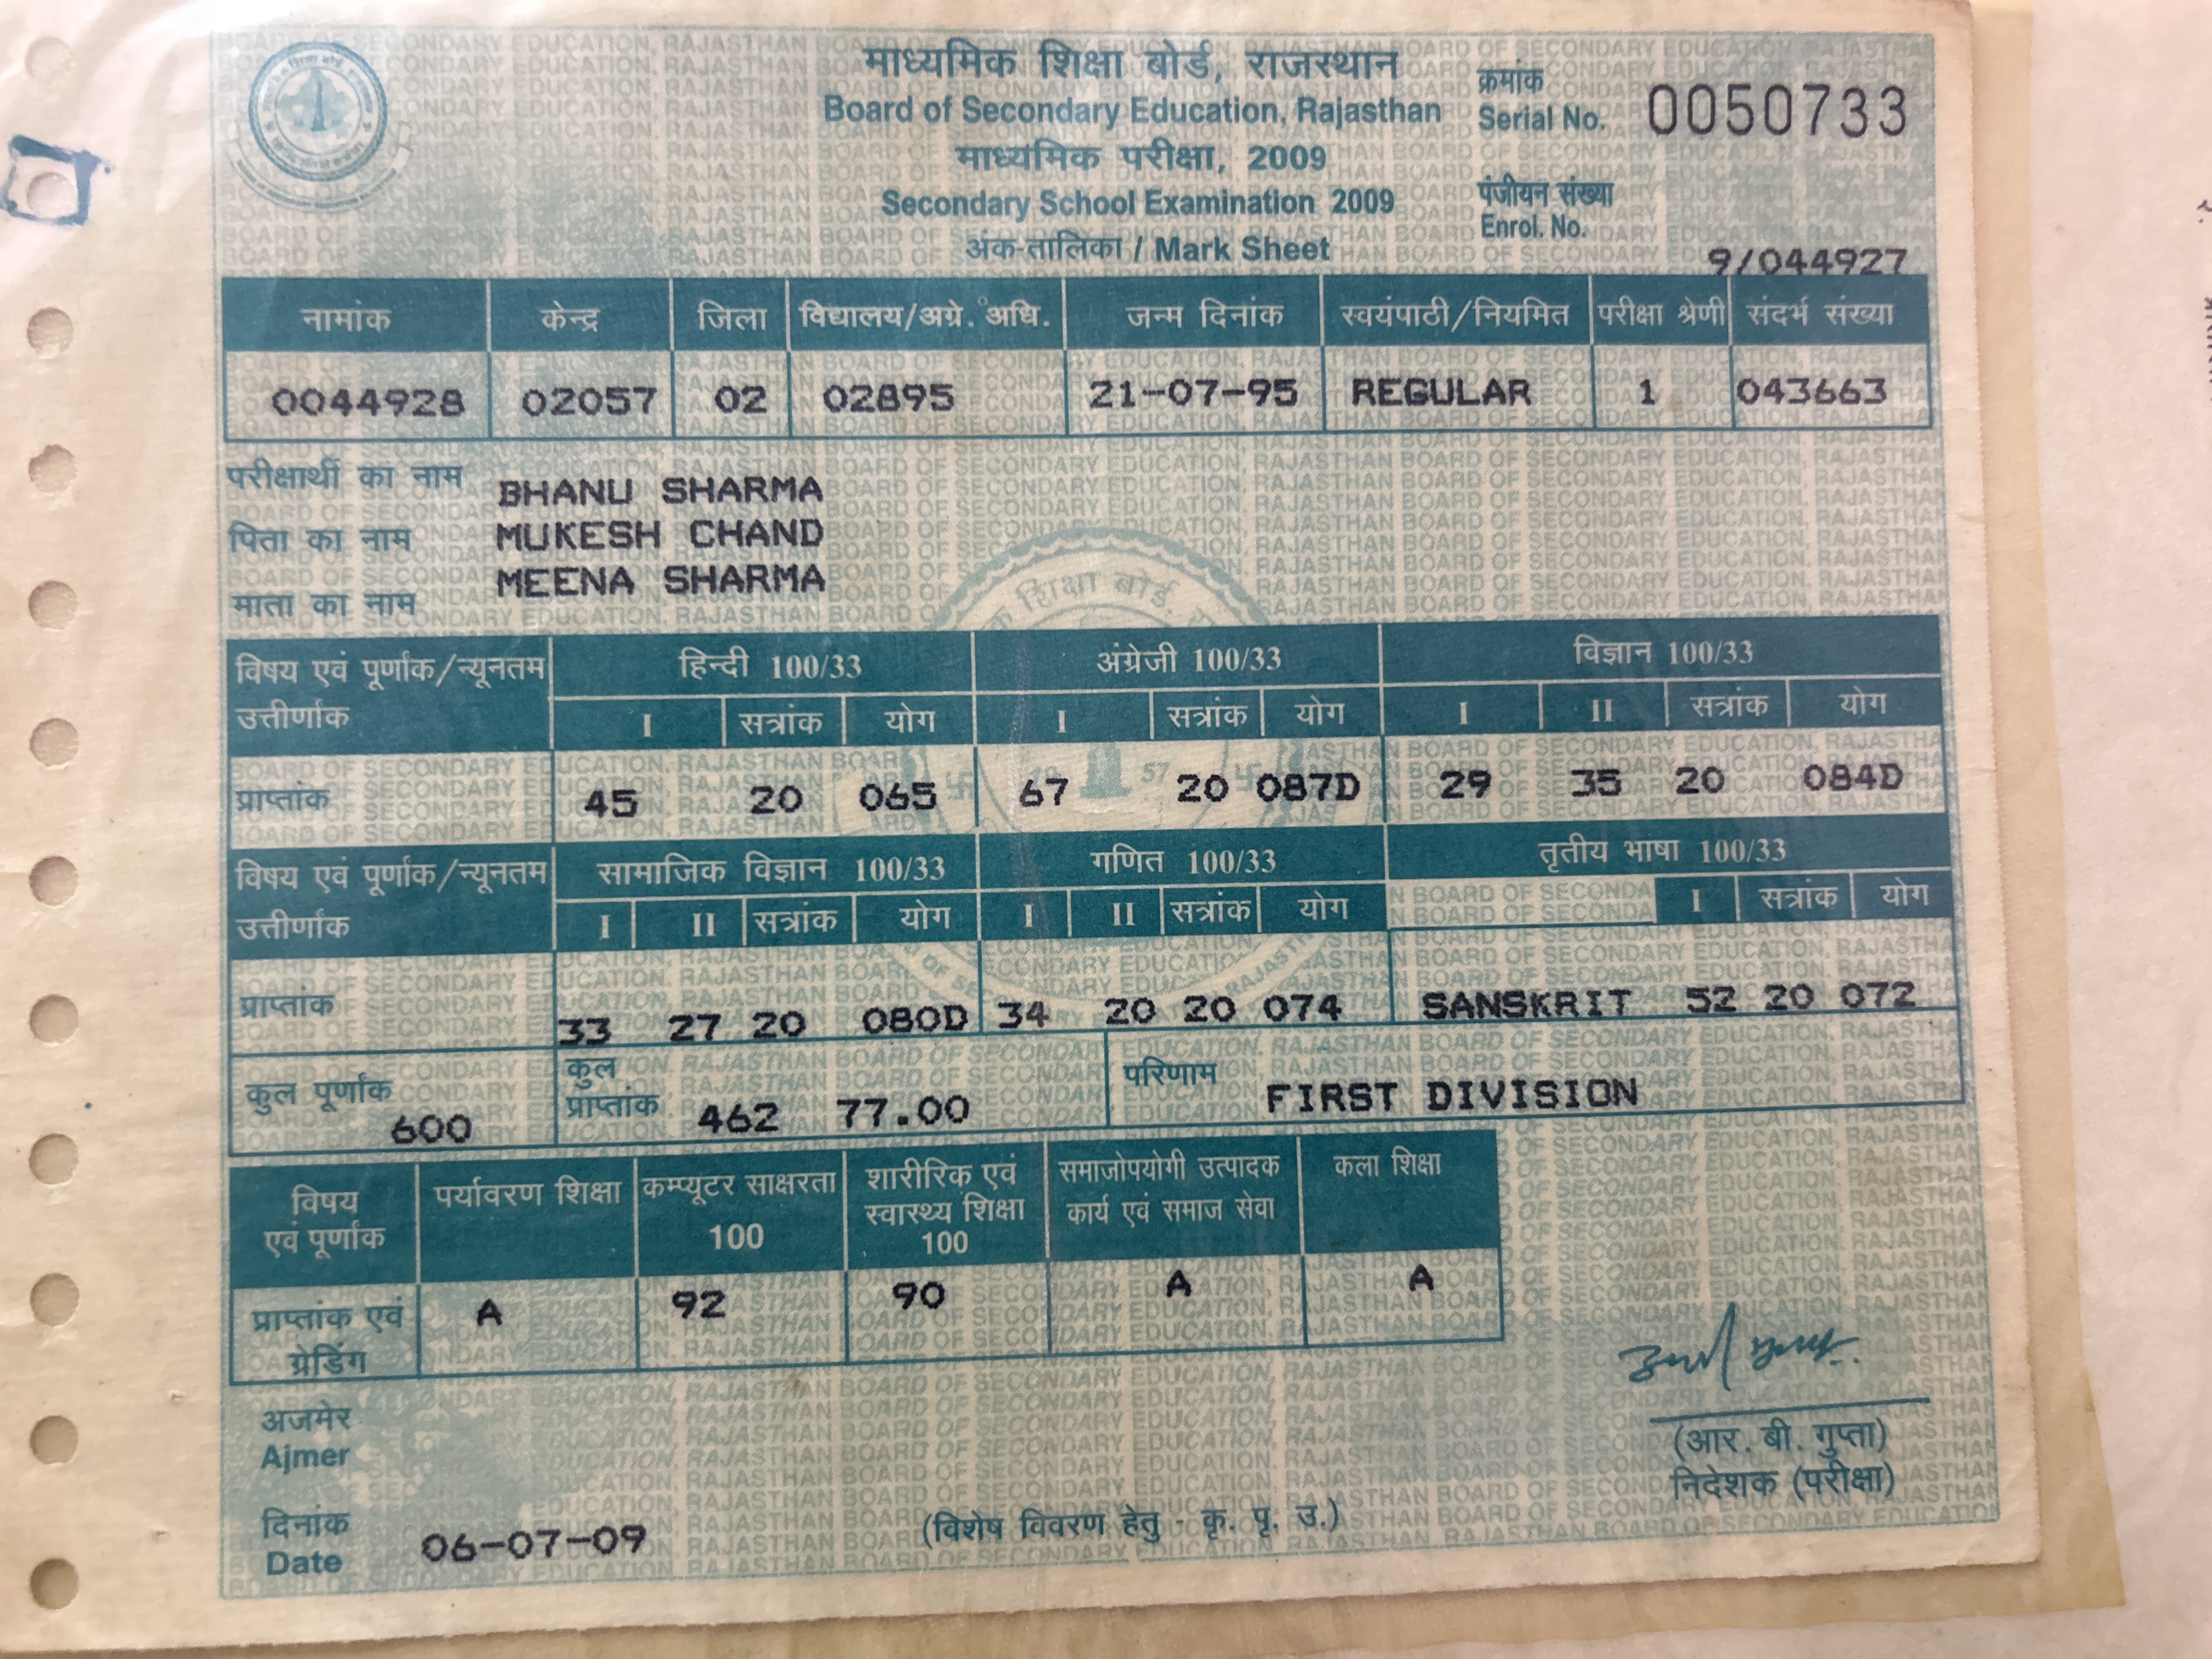 माध्यमिक शिक्षा बोर्ड, राजस्थान
Board of Secondary Education, Rajasthan
माध्यमिक परीक्षा, 2009
Secondary School Examination 2009
अंक-तालिका / Mark Sheet
क्रमांक
Serial No. 0050733
पंजीयन संख्या
Enrol. No.
9/044927
नामांक केन्द्र जिला विद्यालय/अग्रे. अधि. जन्म दिनांक स्वयंपाठी/नियमित परीक्षा श्रेणी संदर्भ संख्या
0044928 02057 02 02895 21-07-95 REGULAR 1 043663
परीक्षार्थी का नाम BHANU SHARMA
पिता का नाम MUKESH CHAND
माता का नाम MEENA SHARMA
विषय एवं पूर्णांक/न्यूनतम हिन्दी 100/33 अंग्रेजी 100/33 विज्ञान 100/33
उत्तीर्णांक I सत्रांक योग I सत्रांक योग I II सत्रांक योग
प्राप्तांक 45 20 065 67 20 087D 29 35 20 084D
विषय एवं पूर्णांक/न्यूनतम सामाजिक विज्ञान 100/33 गणित 100/33 तृतीय भाषा 100/33
उत्तीर्णांक I II सत्रांक योग I II सत्रांक योग I सत्रांक योग
प्राप्तांक 33 27 20 080D 34 20 20 074 SANSKRIT 52 20 072
कुल पूर्णांक 600 कुल प्राप्तांक 462 77.00 परिणाम FIRST DIVISION
विषय एवं पूर्णांक पर्यावरण शिक्षा कम्प्यूटर साक्षरता 100 शारीरिक एवं स्वास्थ्य शिक्षा 100 समाजोपयोगी उत्पादक कार्य एवं समाज सेवा कला शिक्षा
प्राप्तांक एवं ग्रेडिंग A 92 90 A A
अजमेर
Ajmer
(आर. बी. गुप्ता)
निदेशक (परीक्षा)
दिनांक
Date 06-07-09
(विशेष विवरण हेतु - कृ. पृ. उ.)